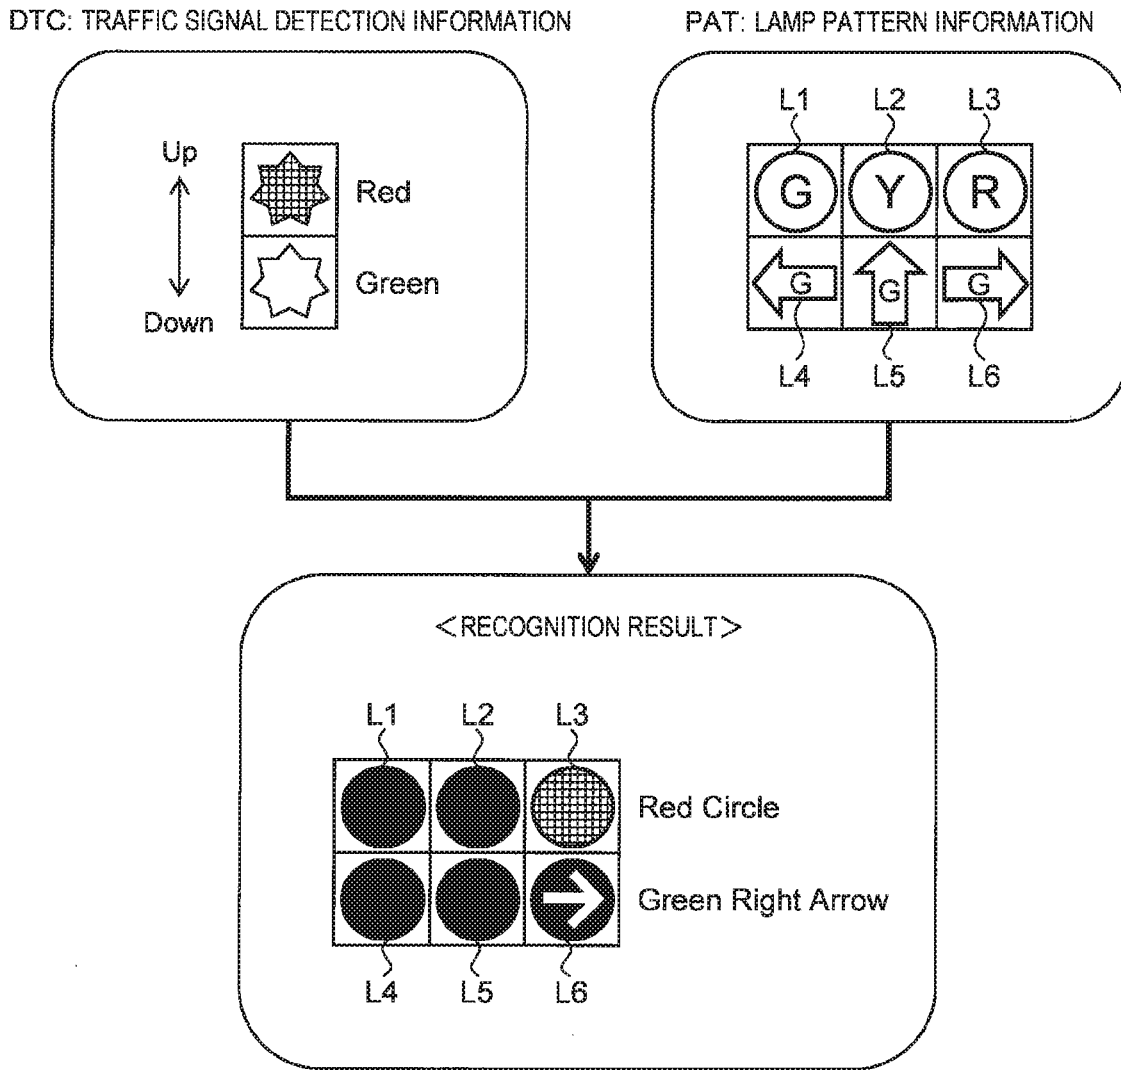 DTC: TRAFFIC SIGNAL DETECTION INFORMATION
Up
Down
Red
Green
PAT: LAMP PATTERN INFORMATION
L1 L2 L3
G Y R
G G G
L4 L5 L6
<RECOGNITION RESULT>
L1 L2 L3
Red Circle
Green Right Arrow
L4 L5 L6